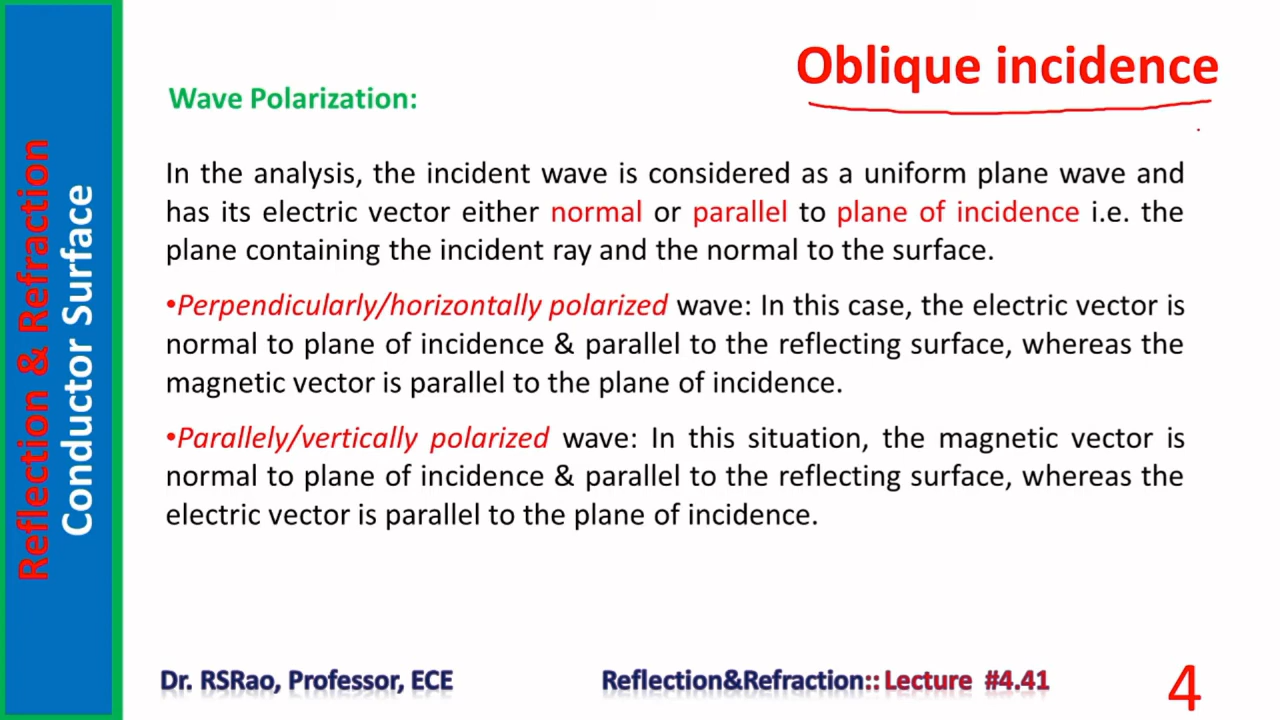 Reflection & Refraction
Conductor Surface
Oblique incidence
Wave Polarization:
In the analysis, the incident wave is considered as a uniform plane wave and
has its electric vector either normal or parallel to plane of incidence i.e. the
plane containing the incident ray and the normal to the surface.
•Perpendicularly/horizontally polarized wave: In this case, the electric vector is
normal to plane of incidence & parallel to the reflecting surface, whereas the
magnetic vector is parallel to the plane of incidence.
•Parallely/vertically polarized wave: In this situation, the magnetic vector is
normal to plane of incidence & parallel to the reflecting surface, whereas the
electric vector is parallel to the plane of incidence.
Dr. RSRao, Professor, ECE
Reflection&Refraction:: Lecture #4.41
4